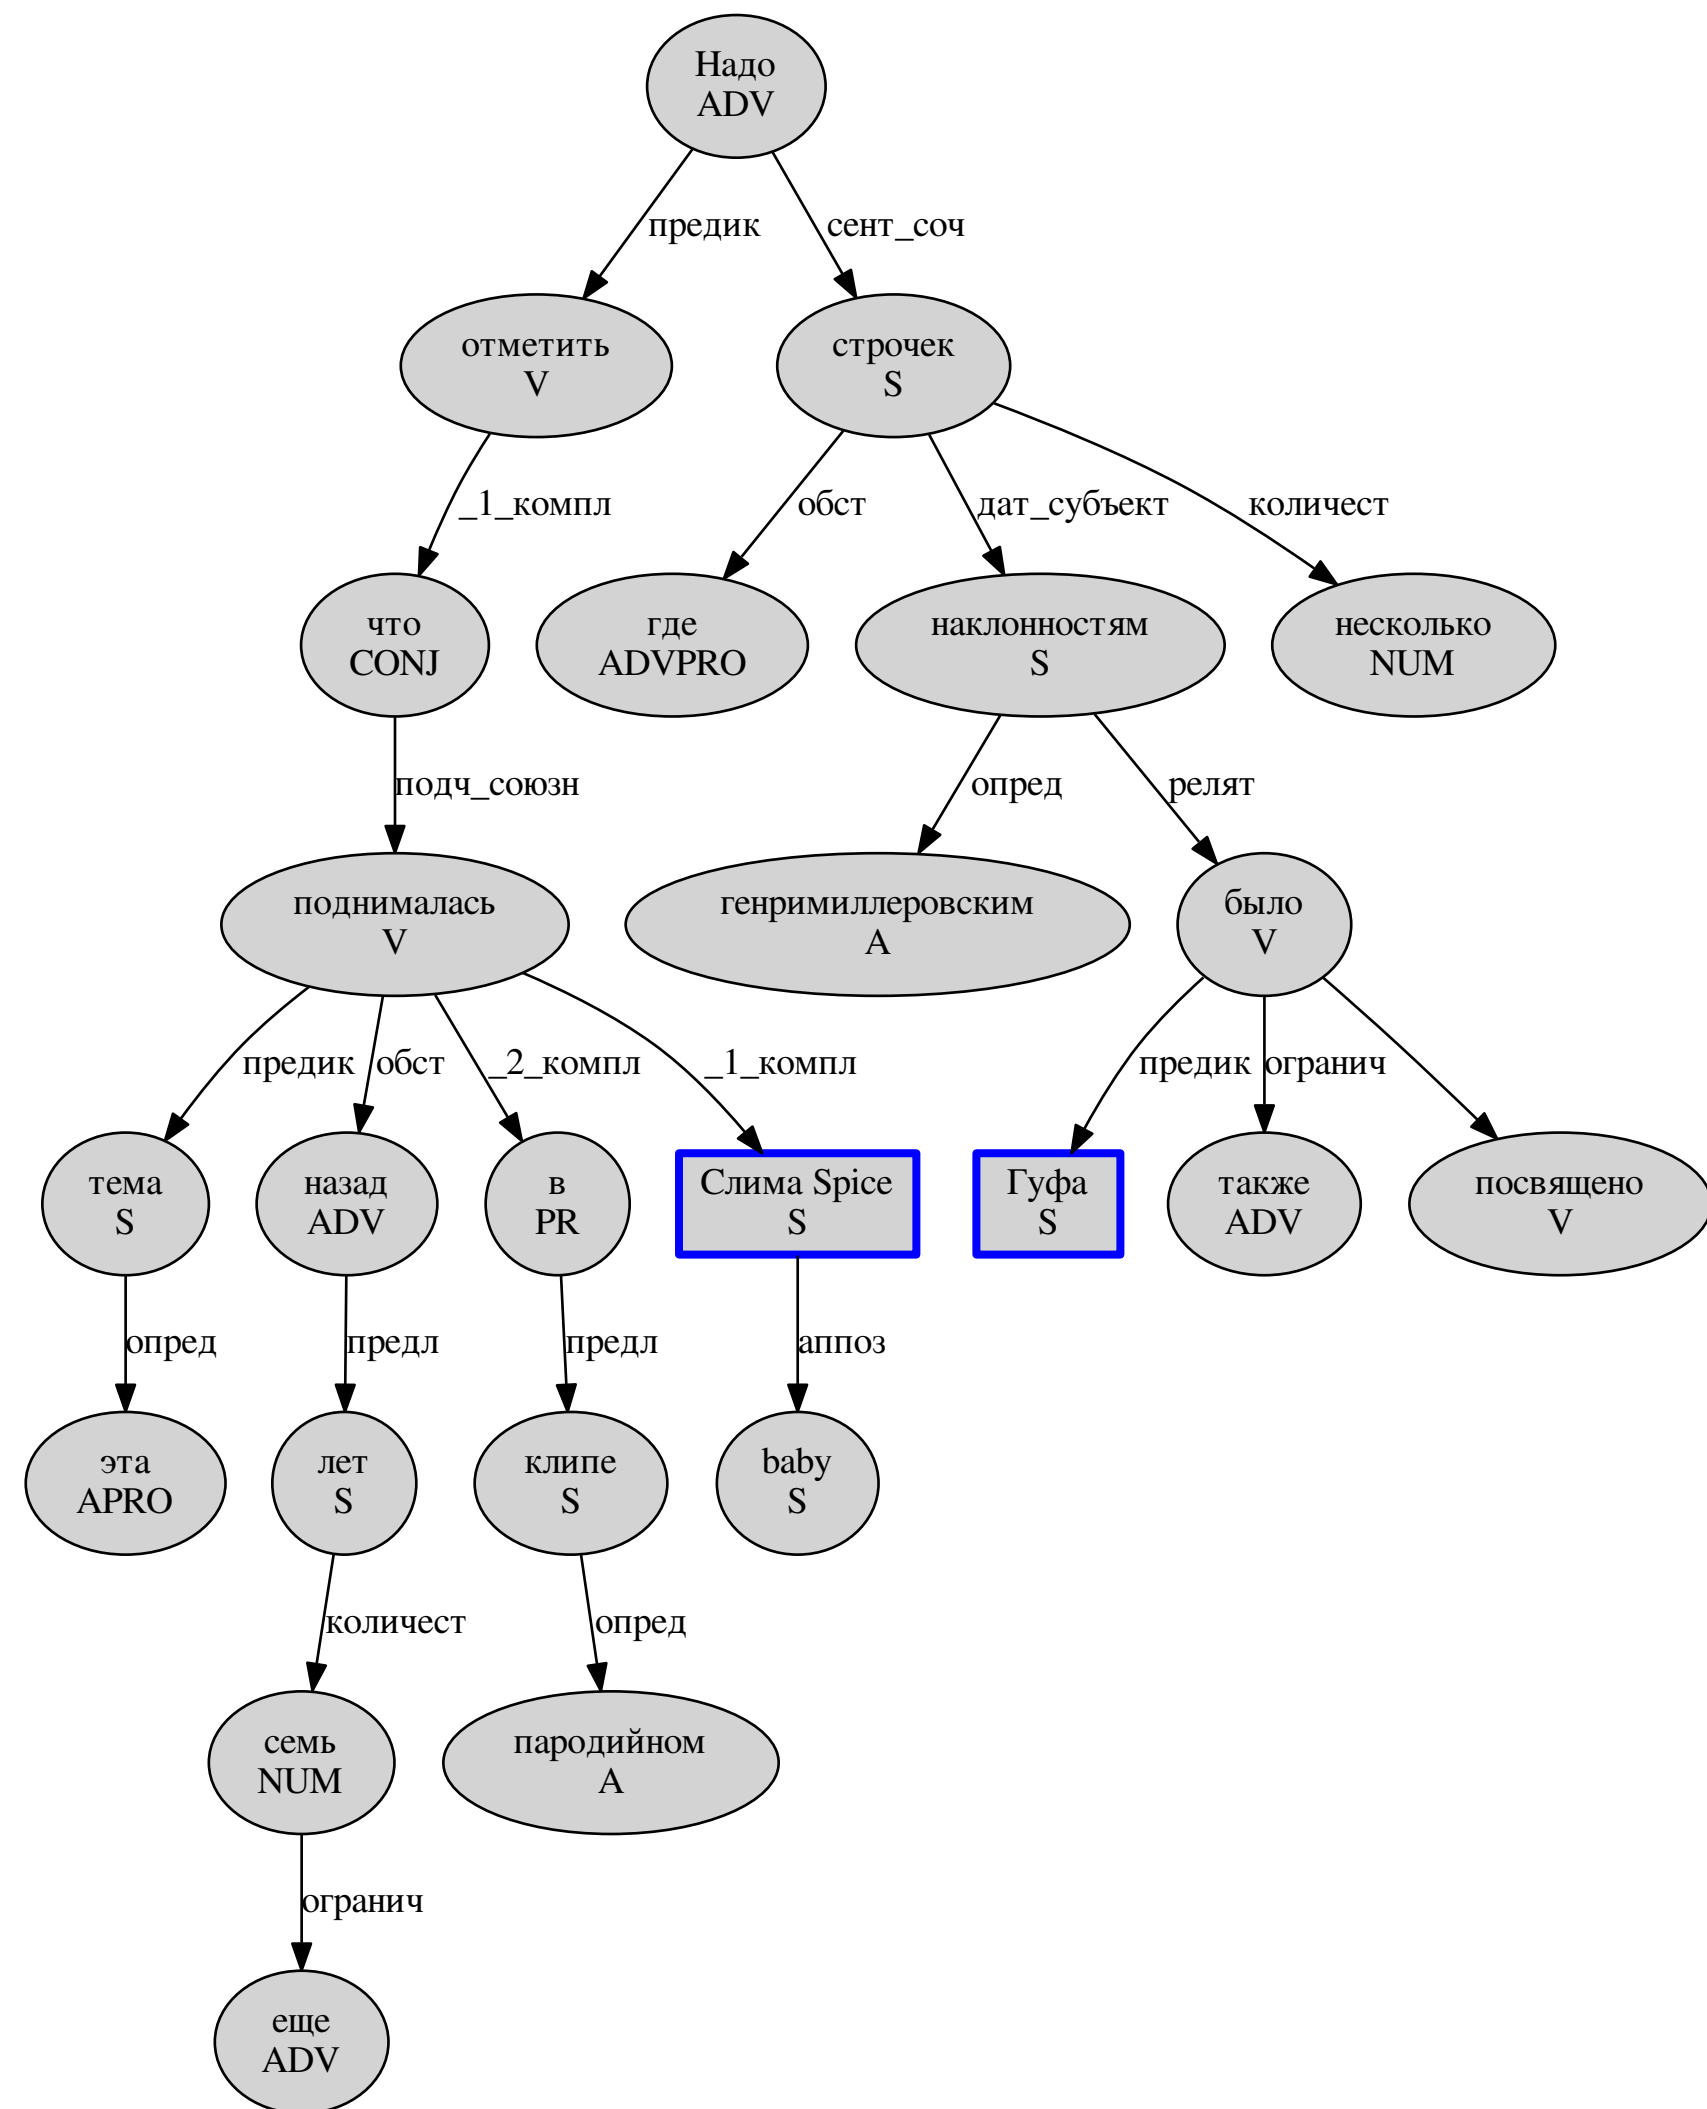 Надо
ADV
предик
сент_соч
отметить
V
строчек
S
_1_компл
обст
дат_субъект
количест
что
CONJ
где
ADVPRO
наклонностям
S
несколько
NUM
подч_союзн
опред
релят
поднималась
V
генримиллеровским
A
было
V
предик
обст
_2_компл
_1_компл
предик
огранич
тема
S
назад
ADV
в
PR
Слима Spice
S
Гуфа
S
также
ADV
посвящено
V
опред
предл
предл
аппоз
эта
APRO
лет
S
клипе
S
baby
S
количест
опред
семь
NUM
пародийном
A
огранич
еще
ADV